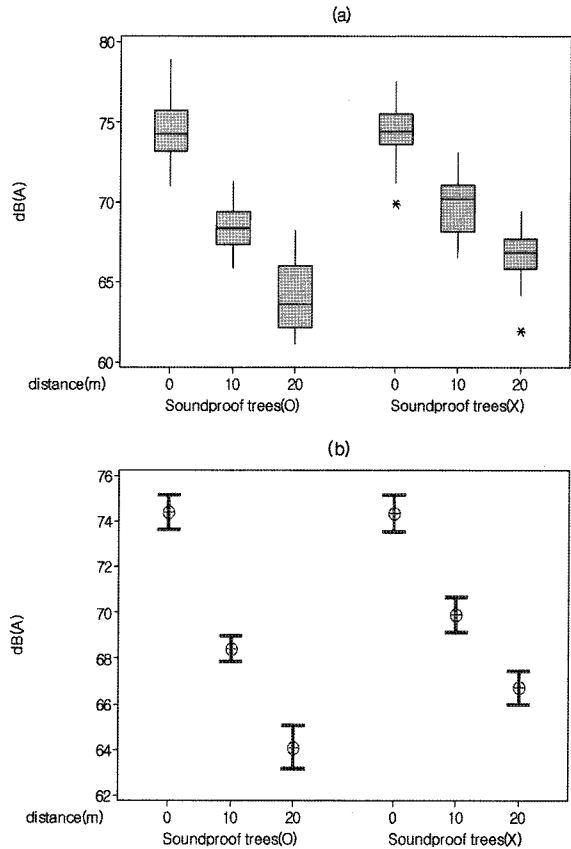 (a)
80
75
70
65
60
dB(A)
distance(m) 0 10 20 0 10 20
Soundproof trees(O) Soundproof trees(X)
(b)
76
74
72
70
68
66
64
62
dB(A)
distance(m) 0 10 20 0 10 20
Soundproof trees(O) Soundproof trees(X)